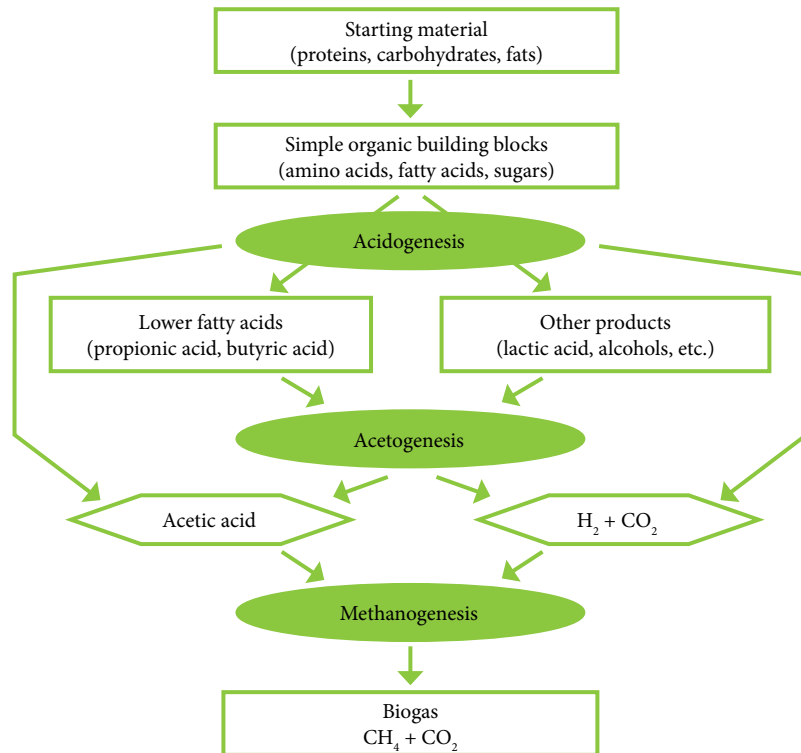 Starting material
(proteins, carbohydrates, fats)
Simple organic building blocks
(amino acids, fatty acids, sugars)
Acidogenesis
Lower fatty acids
(propionic acid, butyric acid)
Other products
(lactic acid, alcohols, etc.)
Acetogenesis
Acetic acid
H₂ + CO₂
Methanogenesis
Biogas
CH₄ + CO₂